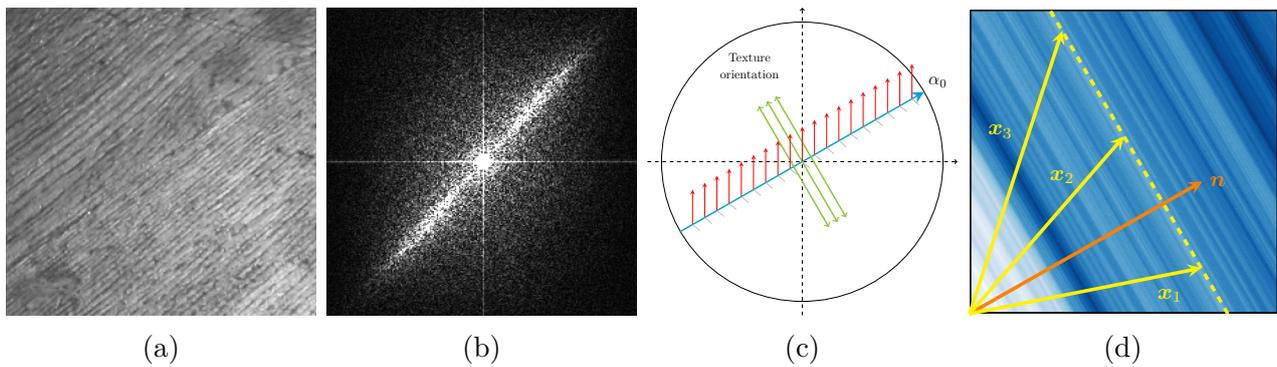 Texture
orientation
α₀
x₃
x₂
n
x₁
(a) (b) (c) (d)